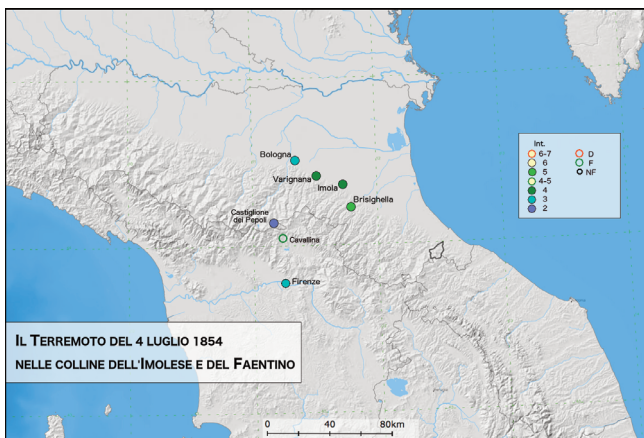 Bologna
Varignana
Imola
Brisighella
Castiglione
dei Pepoli
Cavallina
Firenze
Int.
6-7
6
5
4-5
4
3
2
D
F
NF
IL TERREMOTO DEL 4 LUGLIO 1854
NELLE COLLINE DELL'IMOLESE E DEL FAENTINO
0 40 80km